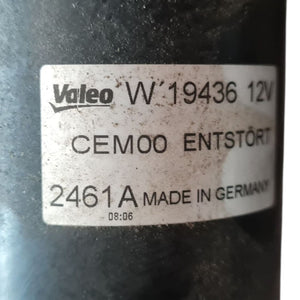 Valeo W 19436 12V
CEM00 ENTSTÖRT
2461A MADE IN GERMANY
08:06